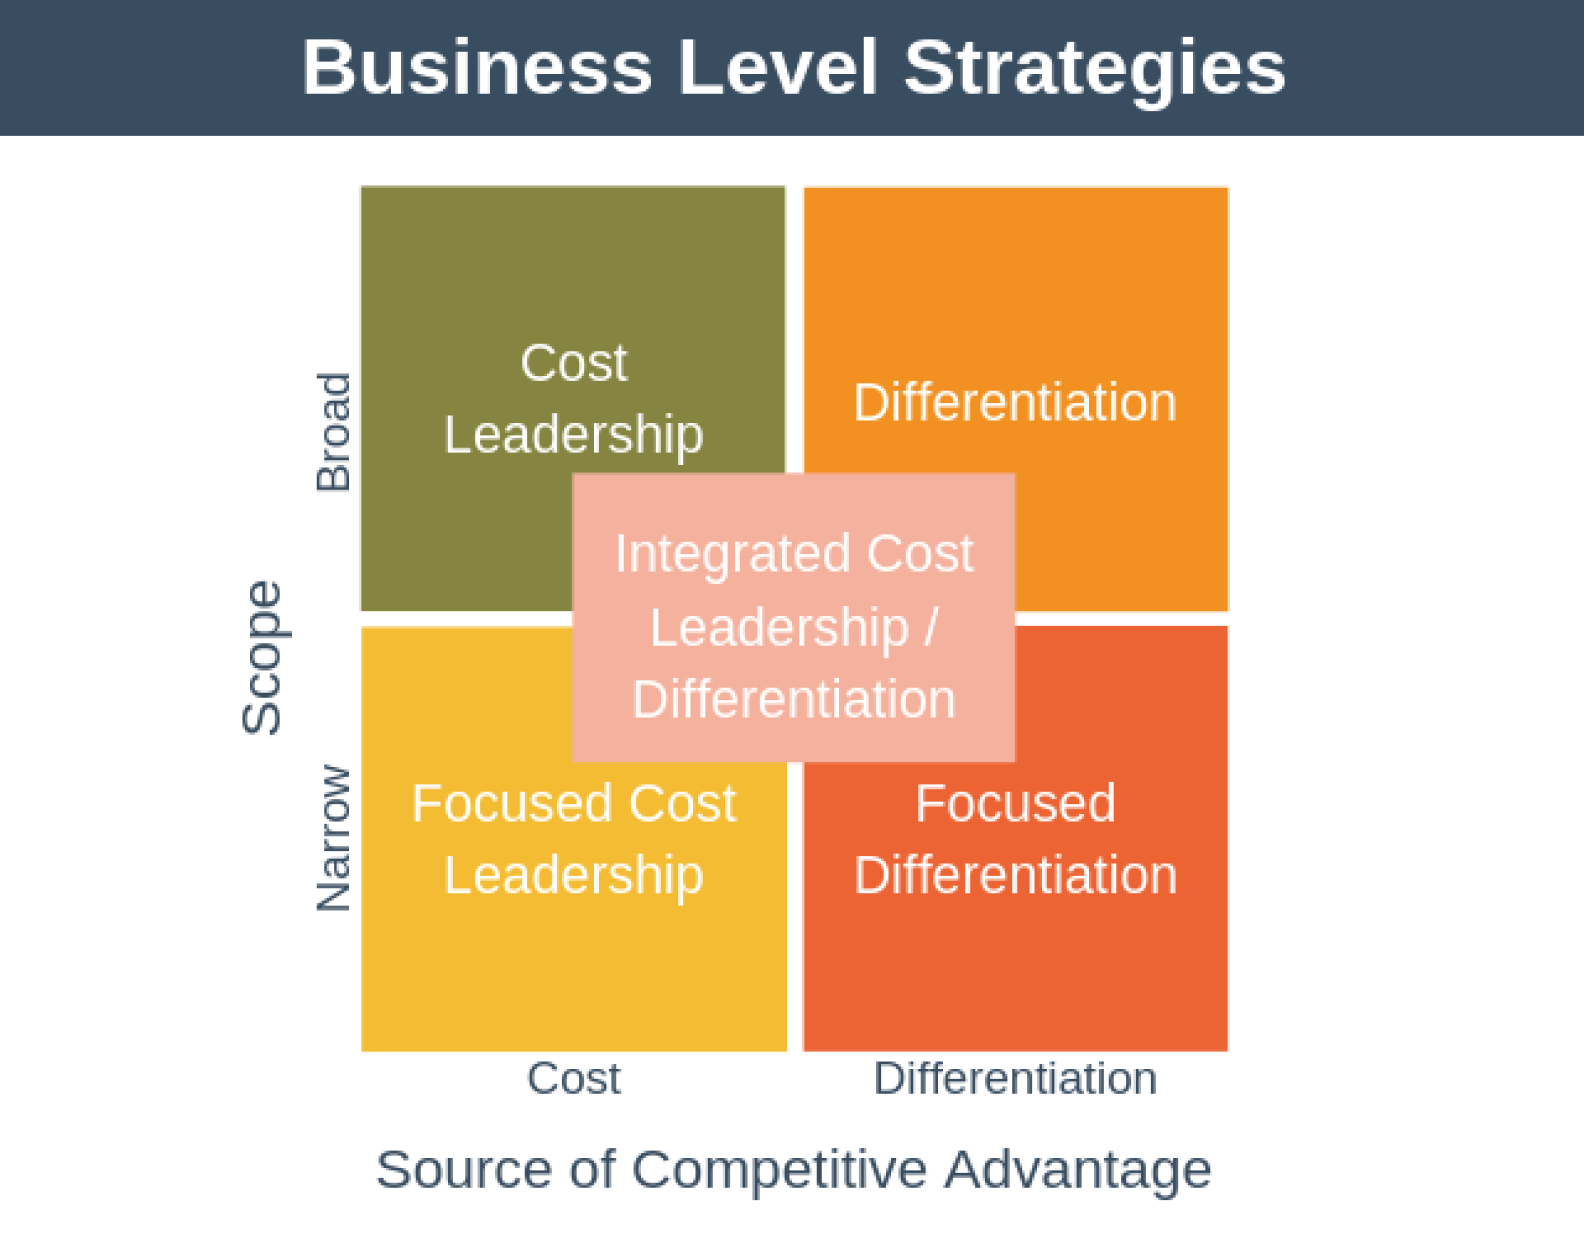 Business Level Strategies
Cost
Leadership
Differentiation
Broad
Integrated Cost
Leadership /
Differentiation
Scope
Focused Cost
Leadership
Focused
Differentiation
Narrow
Cost
Differentiation
Source of Competitive Advantage